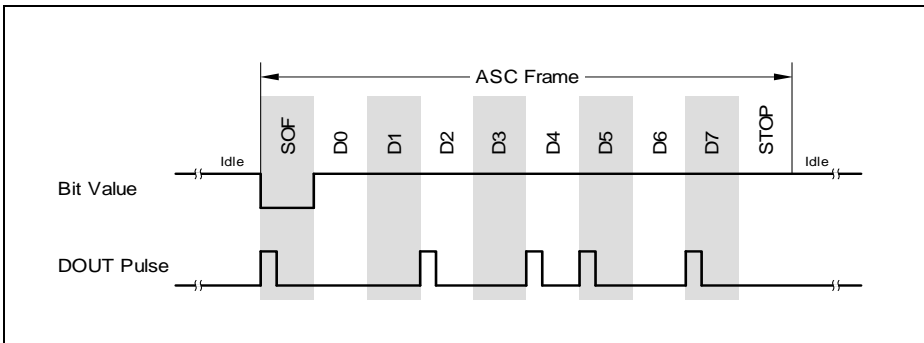 ASC Frame
SOF D0 D1 D2 D3 D4 D5 D6 D7 STOP
Idle Idle
Bit Value
DOUT Pulse